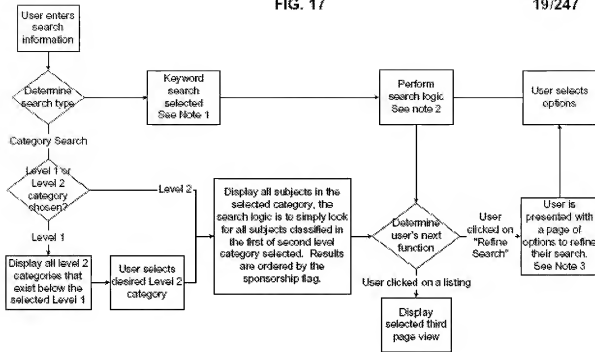 FIG. 17
19/247
User enters
search
information
Determine
search type
Keyword
search
selected
See Note 1
Perform
search logic
See note 2
User selects
options
Category Search
Level 1 or
Level 2
category
chosen?
Level 2
Level 1
Display all level 2
categories that
exist below the
selected Level 1
User selects
desired Level 2
category
Display all subjects in the
selected category, the
search logic is to simply look
for all subjects classified in
the first of second level
category selected. Results
are ordered by the
sponsorship flag.
Determine
user's next
function
User
clicked on
"Refine
Search"
User is
presented with
a page of
options to refine
their search.
See Note 3
User clicked on a listing
Display
selected third
page view